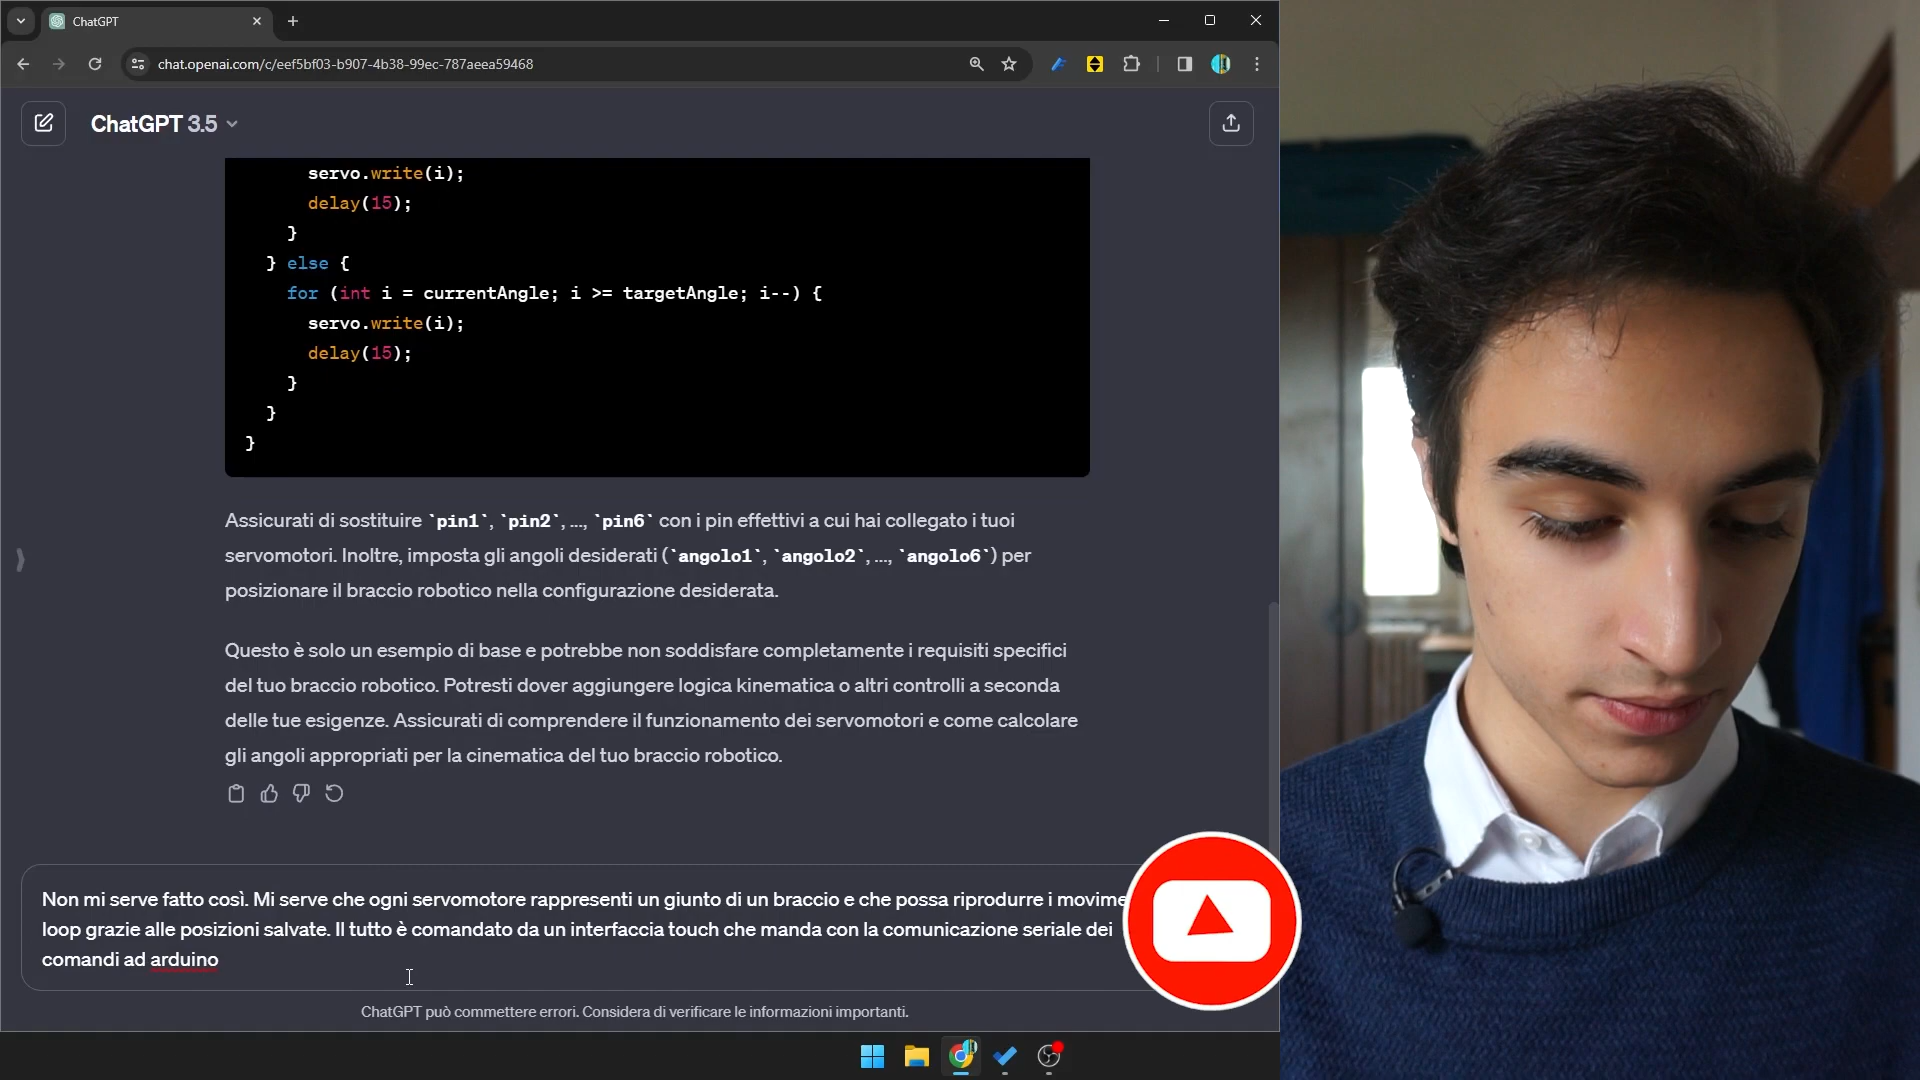 ChatGPT
chat.openai.com/c/eef5bf03-b907-4b38-99ec-787aeea59468
ChatGPT 3.5
servo.write(i);
delay(15);
}
} else {
for (int i = currentAngle; i >= targetAngle; i--) {
servo.write(i);
delay(15);
}
}
}
Assicurati di sostituire `pin1`, `pin2`, ..., `pin6` con i pin effettivi a cui hai collegato i tuoi
servomotori. Inoltre, imposta gli angoli desiderati (`angolo1`, `angolo2`, ..., `angolo6`) per
posizionare il braccio robotico nella configurazione desiderata.
Questo è solo un esempio di base e potrebbe non soddisfare completamente i requisiti specifici
del tuo braccio robotico. Potresti dover aggiungere logica kinematica o altri controlli a seconda
delle tue esigenze. Assicurati di comprendere il funzionamento dei servomotori e come calcolare
gli angoli appropriati per la cinematica del tuo braccio robotico.
Non mi serve fatto così. Mi serve che ogni servomotore rappresenti un giunto di un braccio e che possa riprodurre i movime
loop grazie alle posizioni salvate. Il tutto è comandato da un interfaccia touch che manda con la comunicazione seriale dei
comandi ad arduino
ChatGPT può commettere errori. Considera di verificare le informazioni importanti.